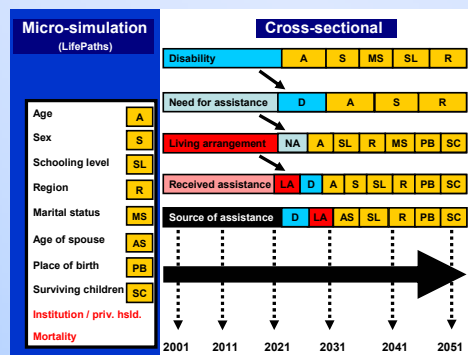 Micro-simulation
(LifePaths)
Cross-sectional
Disability A S MS SL R
Need for assistance D A S R
Living arrangement NA A SL R MS PB SC
Received assistance LA D A S SL R PB SC
Source of assistance D LA AS SL R PB SC
Age A
Sex S
Schooling level SL
Region R
Marital status MS
Age of spouse AS
Place of birth PB
Surviving children SC
Institution / priv. hsld.
Mortality
2001 2011 2021 2031 2041 2051